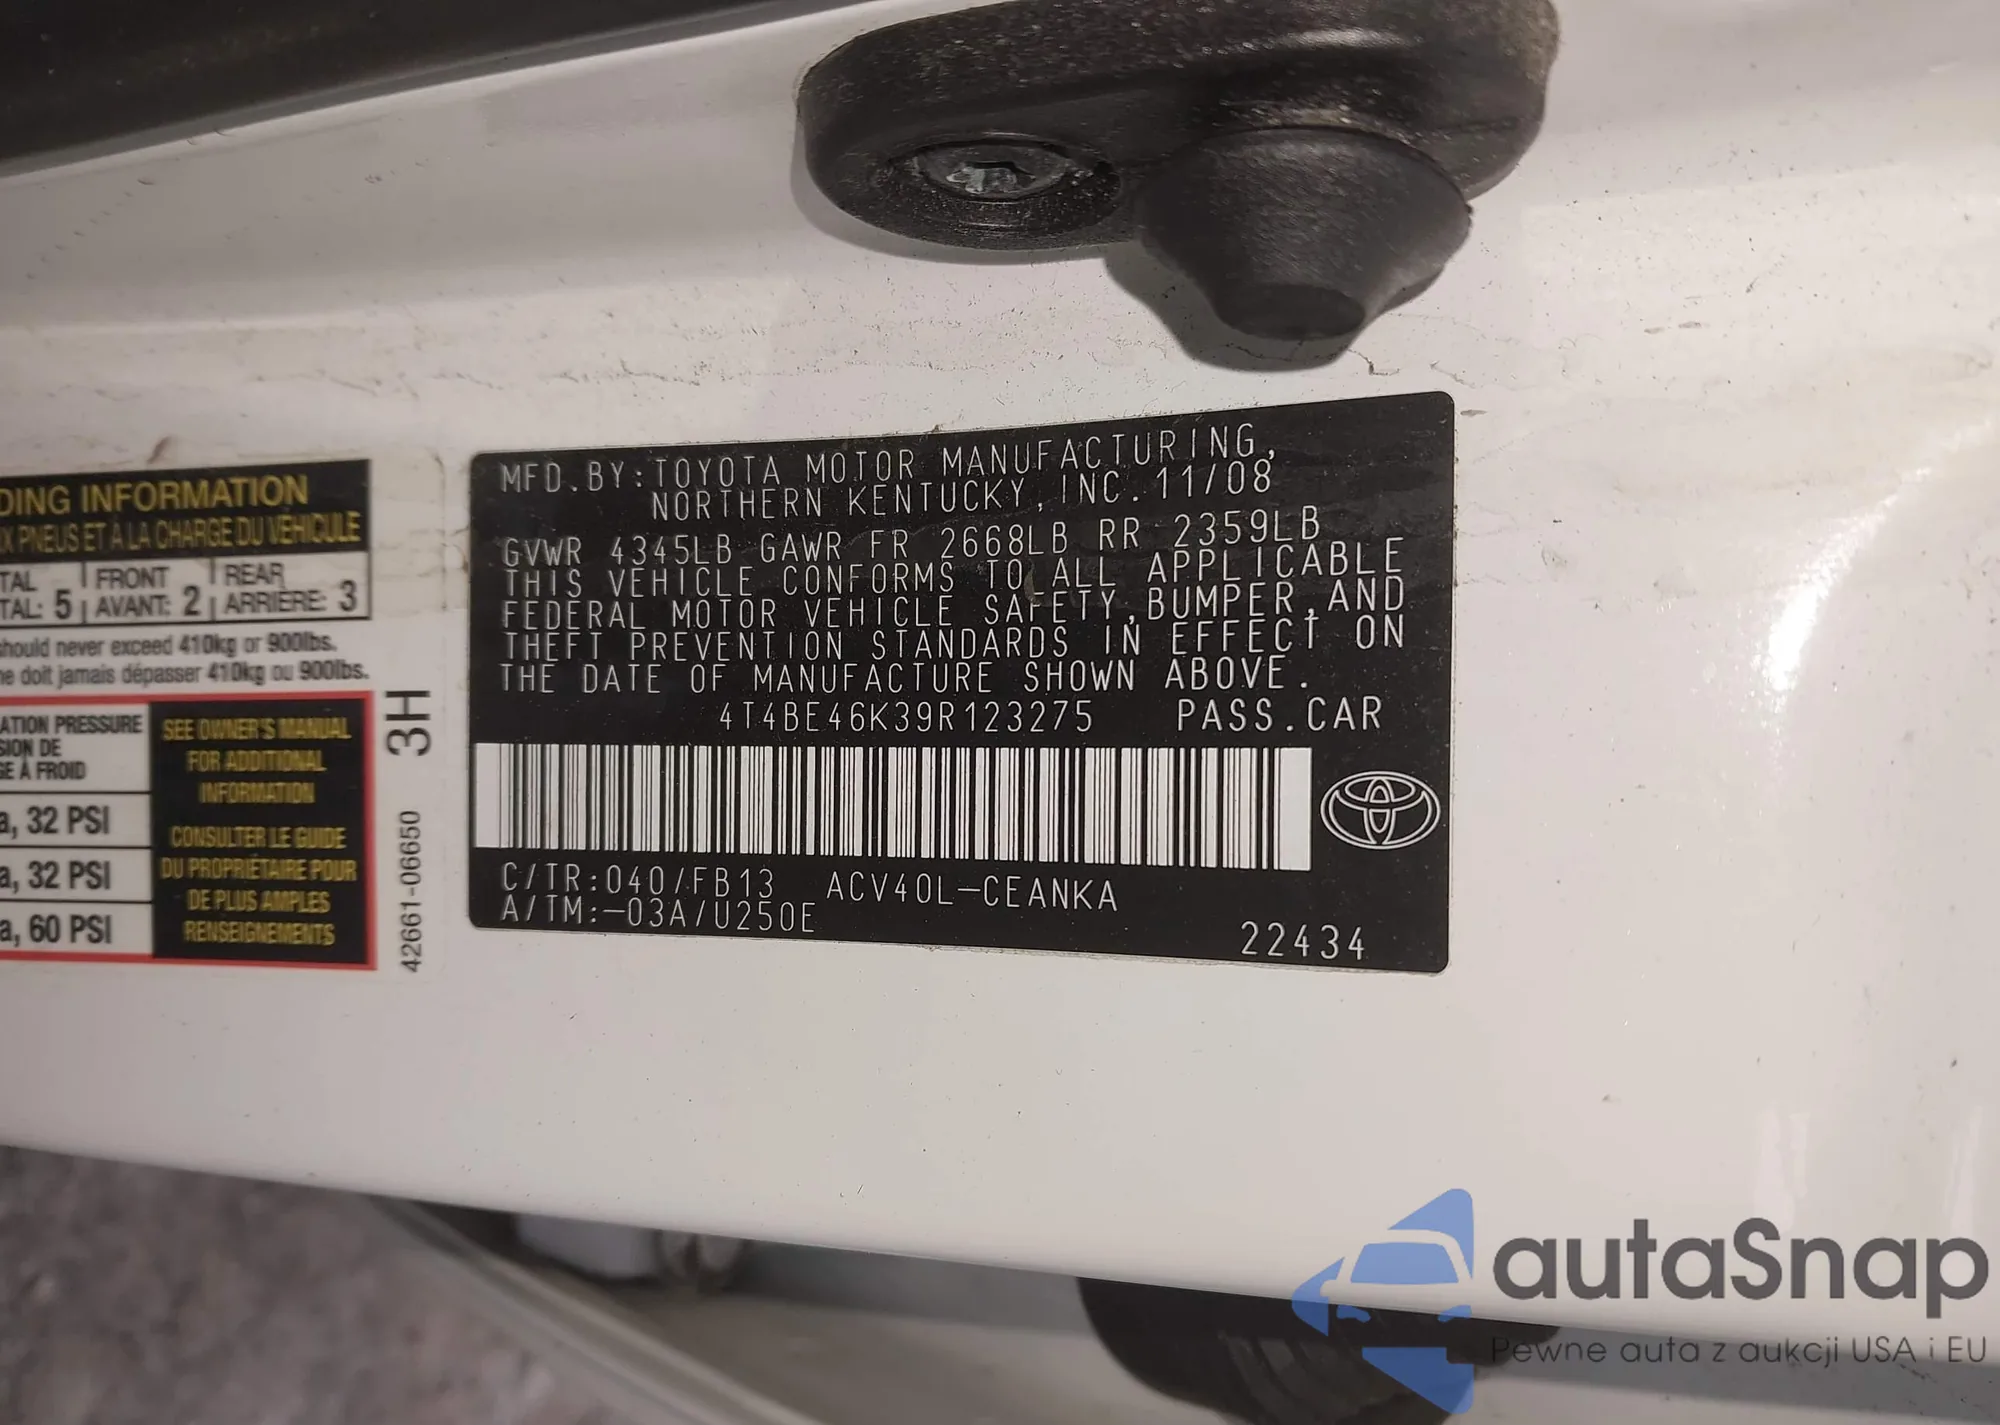 DING INFORMATION
X PNEUS ET À LA CHARGE DU VÉHICULE
TAL FRONT REAR
TAL: 5 AVANT: 2 ARRIÈRE: 3
should never exceed 410kg or 900lbs.
ne doit jamais dépasser 410kg ou 900lbs.
ATION PRESSURE
SION DE
GE À FROID
a, 32 PSI
a, 32 PSI
a, 60 PSI
SEE OWNER'S MANUAL
FOR ADDITIONAL
INFORMATION
CONSULTER LE GUIDE
DU PROPRIÉTAIRE POUR
DE PLUS AMPLES
RENSEIGNEMENTS
3H
42661-06650
MFD.BY:TOYOTA MOTOR MANUFACTURING,
NORTHERN KENTUCKY, INC. 11/08
GVWR 4345LB GAWR FR 2668LB RR 2359LB
THIS VEHICLE CONFORMS TO ALL APPLICABLE
FEDERAL MOTOR VEHICLE SAFETY,BUMPER,AND
THEFT PREVENTION STANDARDS IN EFFECT ON
THE DATE OF MANUFACTURE SHOWN ABOVE.
4T4BE46K39R123275 PASS.CAR
C/TR:040/FB13 ACV40L-CEANKA
A/TM:-03A/U250E
22434
autaSnap
Pewne auta z aukcji USA i EU